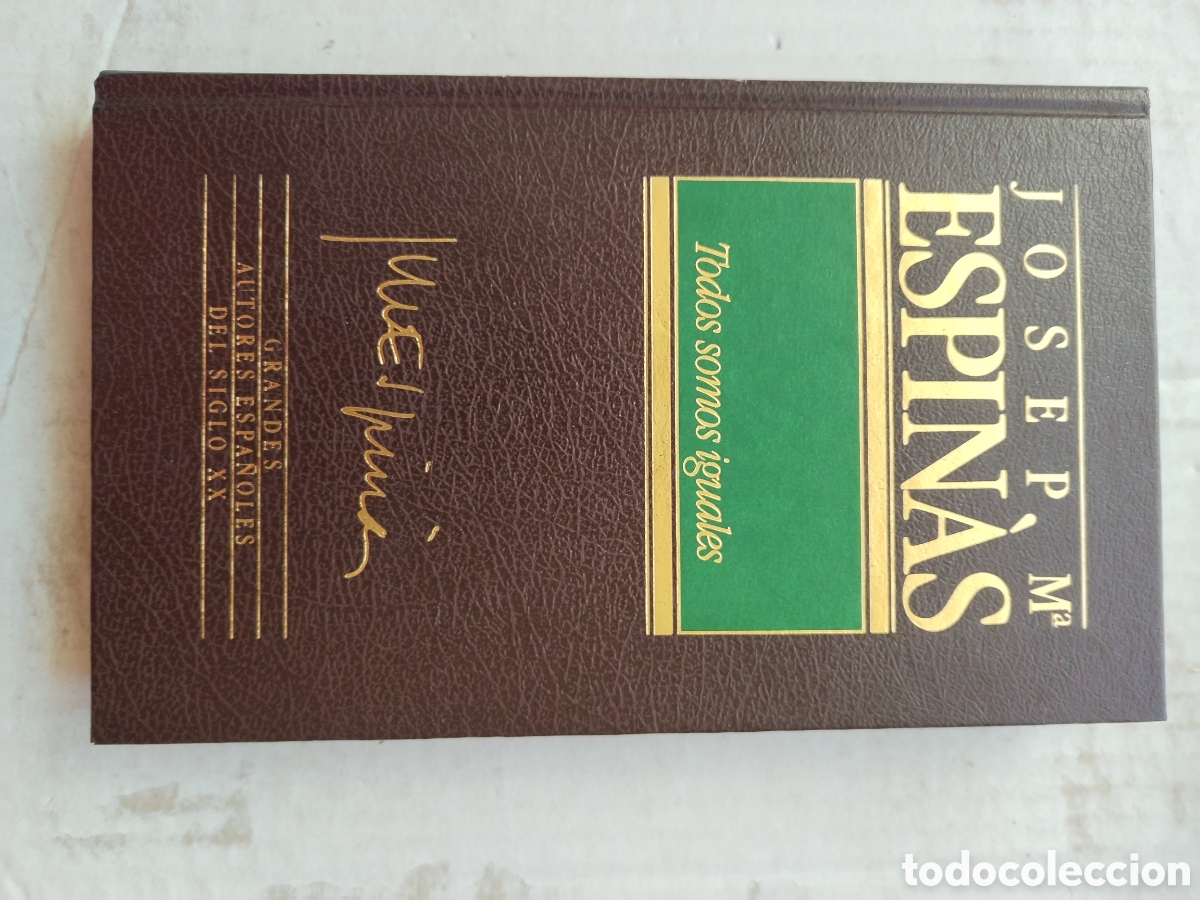 JOSEP Mª
ESPINÀS
Todos somos iguales
GRANDES
AUTORES ESPAÑOLES
DEL SIGLO XX
todocoleccion